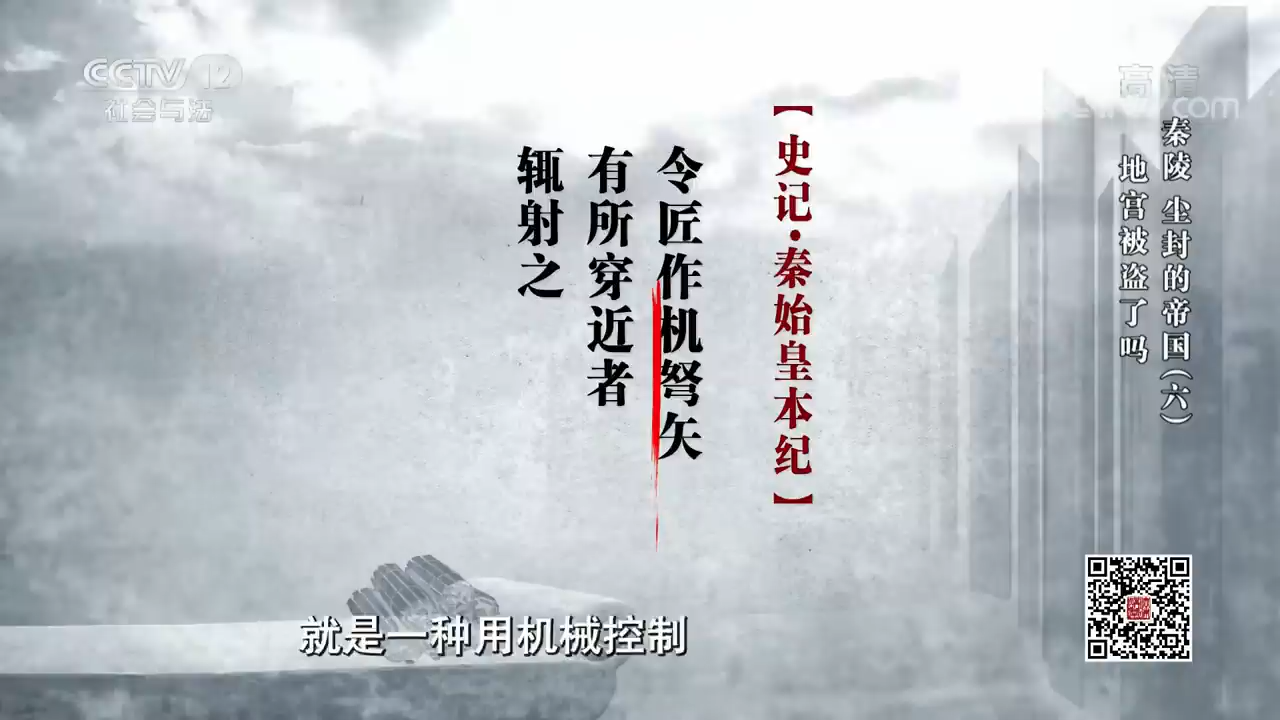 CCTV 12
社会与法
高清
秦陵 尘封的帝国(六)
地宫被盗了吗
【史记·秦始皇本纪】
令匠作机弩矢
有所穿近者
辄射之
就是一种用机械控制